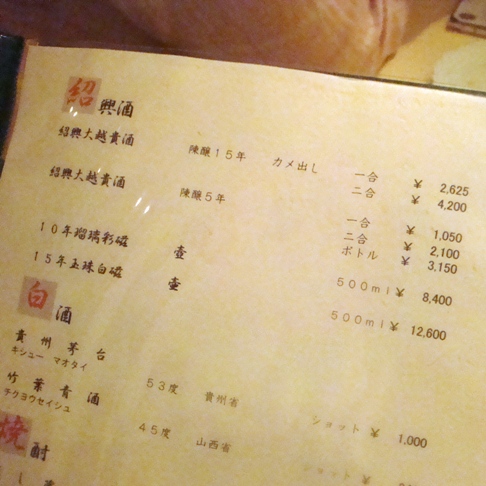 紹興酒
紹興大越貴酒 陳醸15年 カメ出し 一合 ¥ 2,625
二合 ¥ 4,200
紹興大越貴酒 陳醸5年 一合 ¥ 1,050
二合 ¥ 2,100
ボトル ¥ 3,150
10年瑠璃彩磁 壷 500ml¥ 8,400
15年玉珠白磁 壷 500ml¥ 12,600
白酒
貴州茅台 53度 貴州省 ショット ¥ 1,000
キシュー マオタイ
竹葉青酒 45度 山西省 ショット ¥
チクヨウセイシュ
焼酎